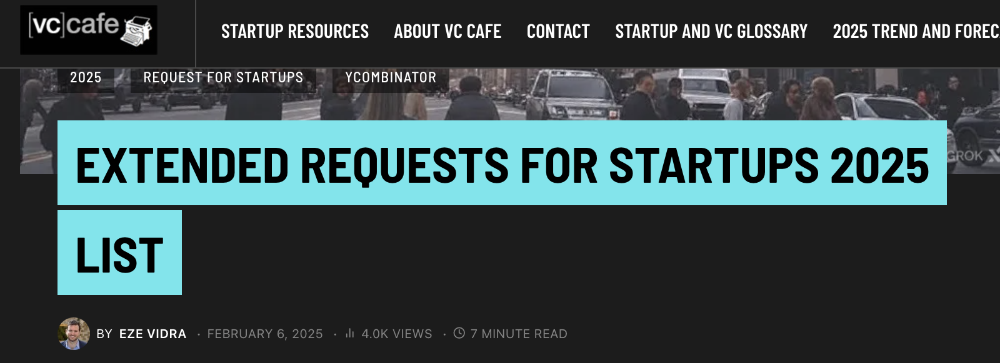 [vc]cafe
STARTUP RESOURCES ABOUT VC CAFE CONTACT STARTUP AND VC GLOSSARY 2025 TREND AND FOREC
2025 REQUEST FOR STARTUPS YCOMBINATOR
GROK
EXTENDED REQUESTS FOR STARTUPS 2025
LIST
BY EZE VIDRA · FEBRUARY 6, 2025 · 4.0K VIEWS · 7 MINUTE READ